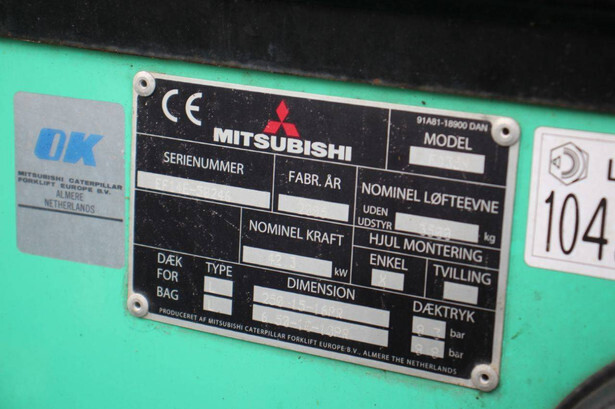 OK
MITSUBISHI CATERPILLAR
FORKLIFT EUROPE B.V.
ALMERE
NETHERLANDS
CE
MITSUBISHI
91A81-18900 DAN
MODEL
SERIENUMMER
FABR. ÅR
NOMINEL LØFTEEVNE
UDEN UDSTYR kg
NOMINEL KRAFT
42.3 kW
HJUL MONTERING:
ENKEL TVILLING
X
DÆK TYPE DIMENSION DÆKTRYK
FOR L bar
BAG L bar
PRODUCERET AF MITSUBISHI CATERPILLAR FORKLIFT EUROPE B.V., ALMERE THE NETHERLANDS
104